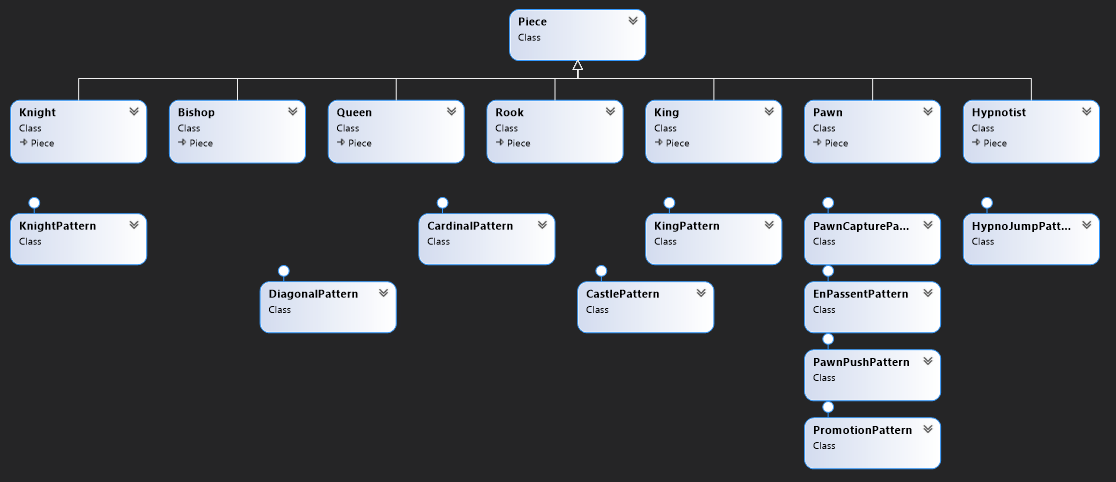 Piece
Class
Knight
Class
Piece
Bishop
Class
Piece
Queen
Class
Piece
Rook
Class
Piece
King
Class
Piece
Pawn
Class
Piece
Hypnotist
Class
Piece
KnightPattern
Class
CardinalPattern
Class
KingPattern
Class
PawnCapturePa...
Class
HypnoJumpPatt...
Class
DiagonalPattern
Class
CastlePattern
Class
EnPassentPattern
Class
PawnPushPattern
Class
PromotionPattern
Class